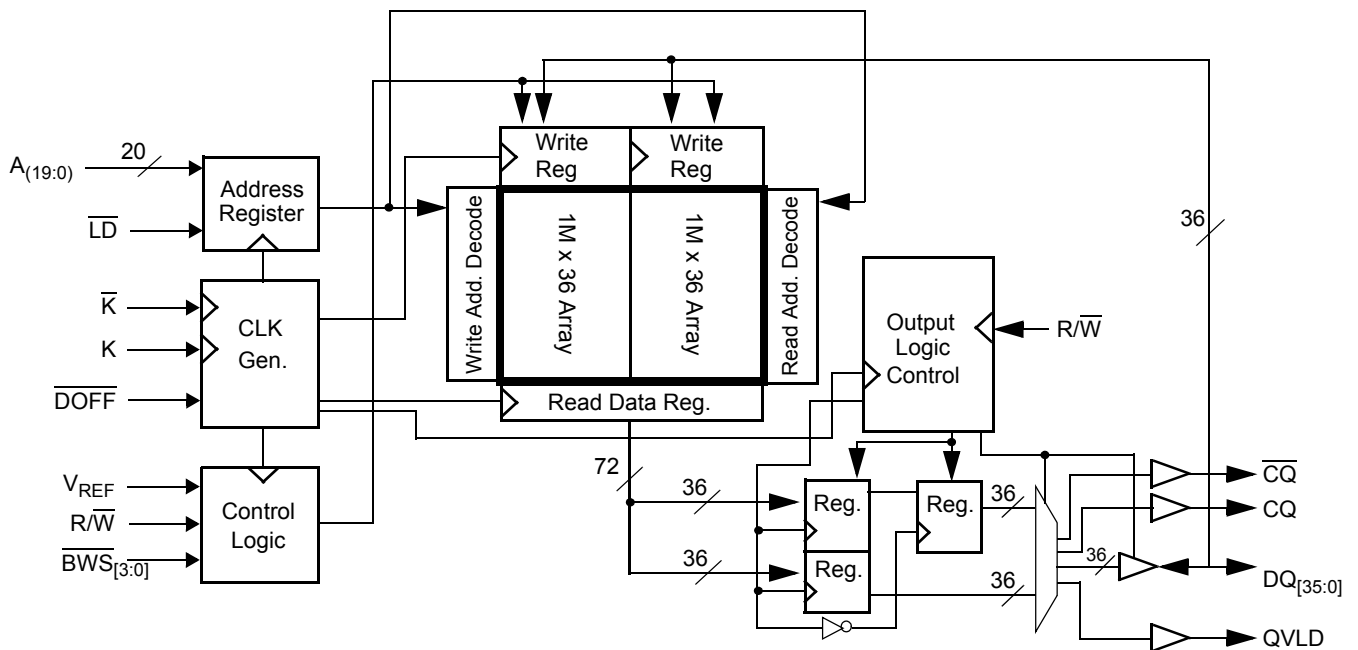 A(19:0)
20
LD
Address
Register
K
K
DOFF
CLK
Gen.
VREF
R/W
BWS[3:0]
Control
Logic
Write
Reg
Write
Reg
Write Add. Decode
1M x 36 Array
1M x 36 Array
Read Add. Decode
Read Data Reg.
72
36
36
Reg.
Reg.
Reg.
Output
Logic
Control
R/W
36
36
36
36
CQ
CQ
DQ[35:0]
QVLD